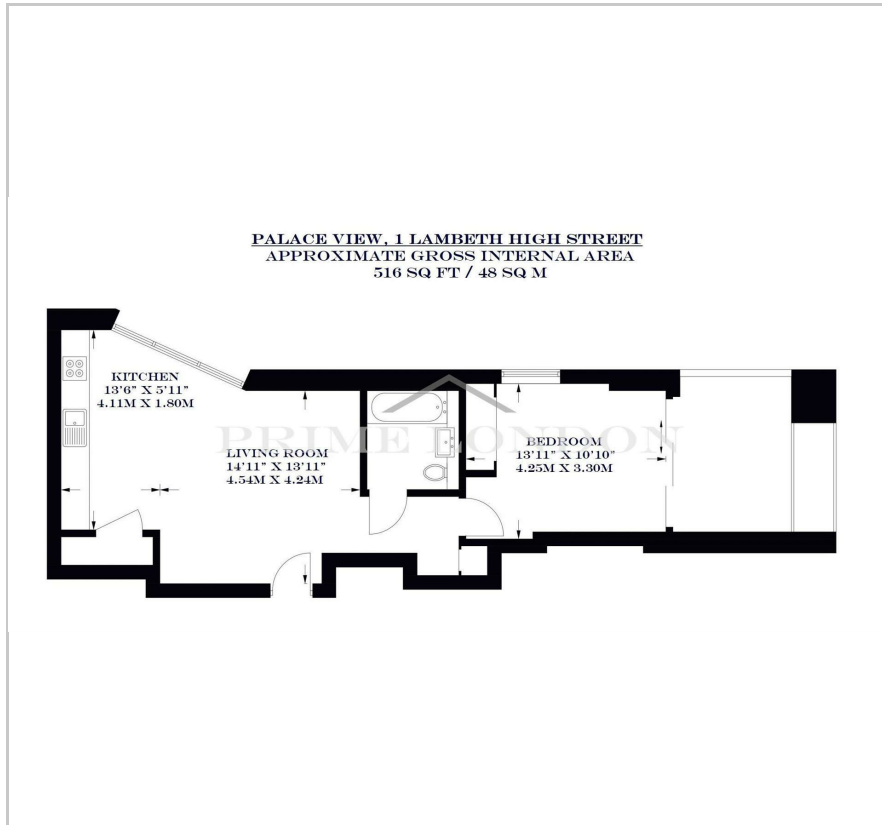 PALACE VIEW, 1 LAMBETH HIGH STREET
APPROXIMATE GROSS INTERNAL AREA
516 SQ FT / 48 SQ M
KITCHEN
13'6" X 5'11"
4.11M X 1.80M
LIVING ROOM
14'11" X 13'11"
4.54M X 4.24M
BEDROOM
13'11" X 10'10"
4.25M X 3.30M
PRIME LONDON